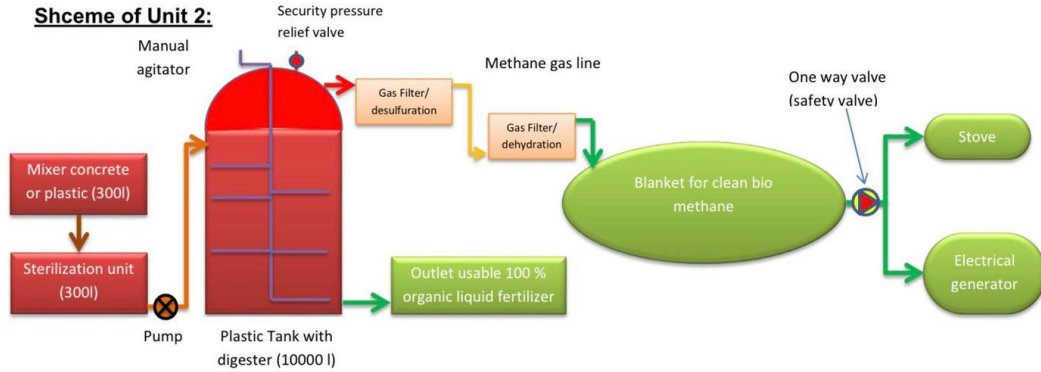 Shceme of Unit 2:
Security pressure
relief valve
Manual
agitator
Methane gas line
One way valve
(safety valve)
Gas Filter/
desulfuration
Gas Filter/
dehydration
Stove
Mixer concrete
or plastic (300l)
Blanket for clean bio
methane
Sterilization unit
(300l)
Outlet usable 100 %
organic liquid fertilizer
Electrical
generator
Pump
Plastic Tank with
digester (10000 l)